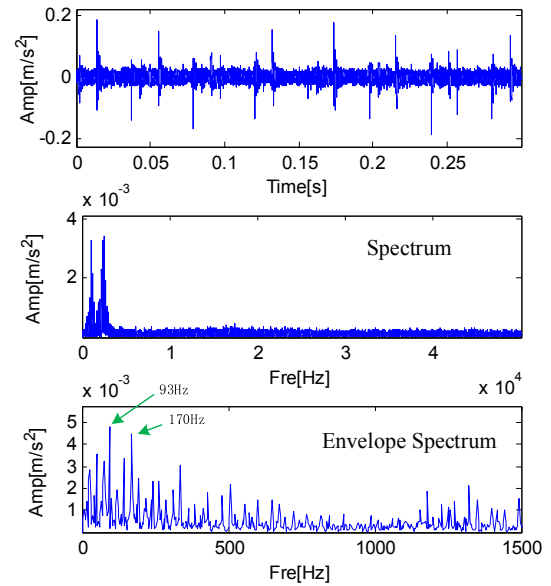 0.2
0
-0.2
Amp[m/s²]
0 0.05 0.1 0.15 0.2 0.25
Time[s]
x 10⁻³
4
2
Amp[m/s²]
Spectrum
0 1 2 3 4
Fre[Hz]
x 10⁴
x 10⁻³
5
4
3
2
1
Amp[m/s²]
93Hz
170Hz
Envelope Spectrum
0 500 1000 1500
Fre[Hz]